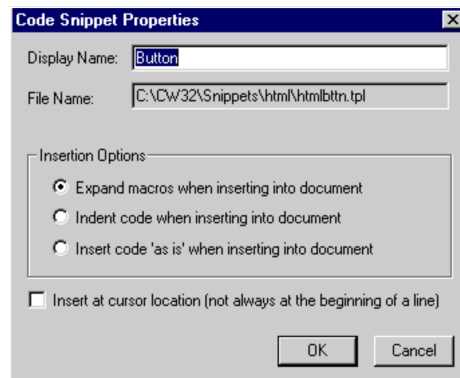 Code Snippet Properties
Display Name: Button
File Name: C:\CW32\Snippets\html\htmlbttn.tpl
Insertion Options
Expand macros when inserting into document
Indent code when inserting into document
Insert code 'as is' when inserting into document
Insert at cursor location (not always at the beginning of a line)
OK Cancel